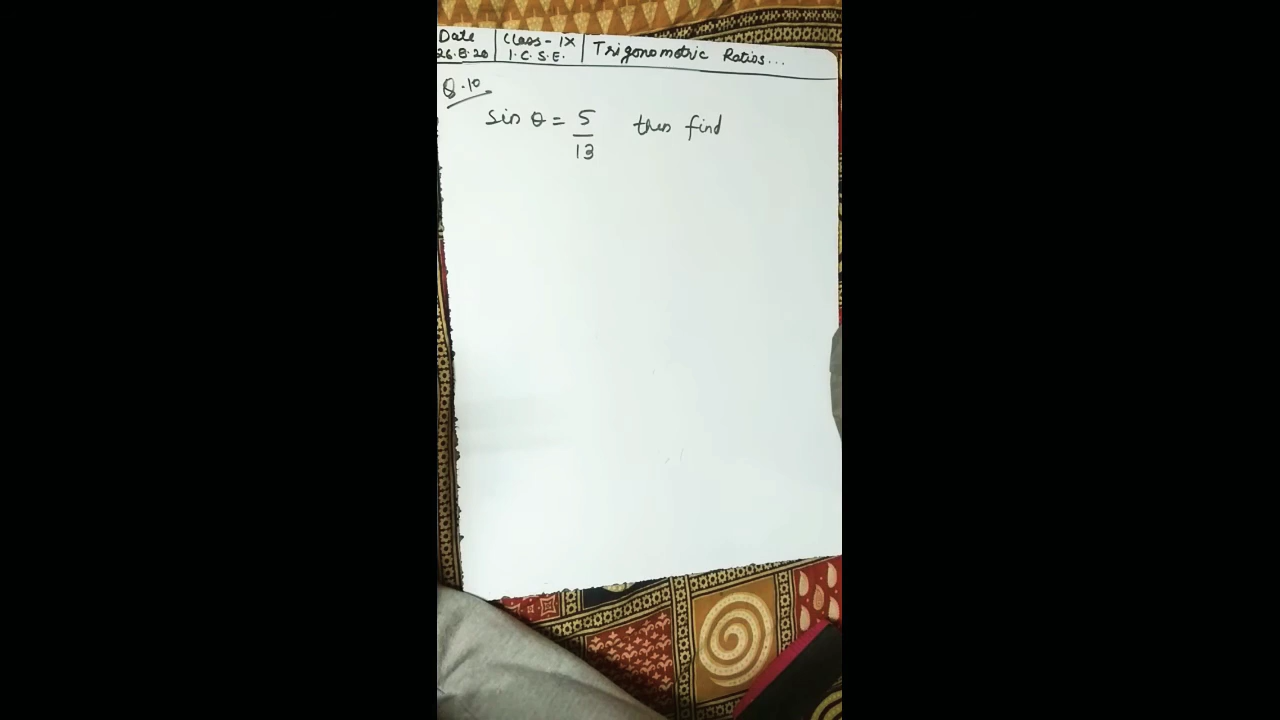 Date
26.8.20
Class - IX
I.C.S.E.
Trigonometric Ratios...
Q.10
sin θ = 5/13 then find